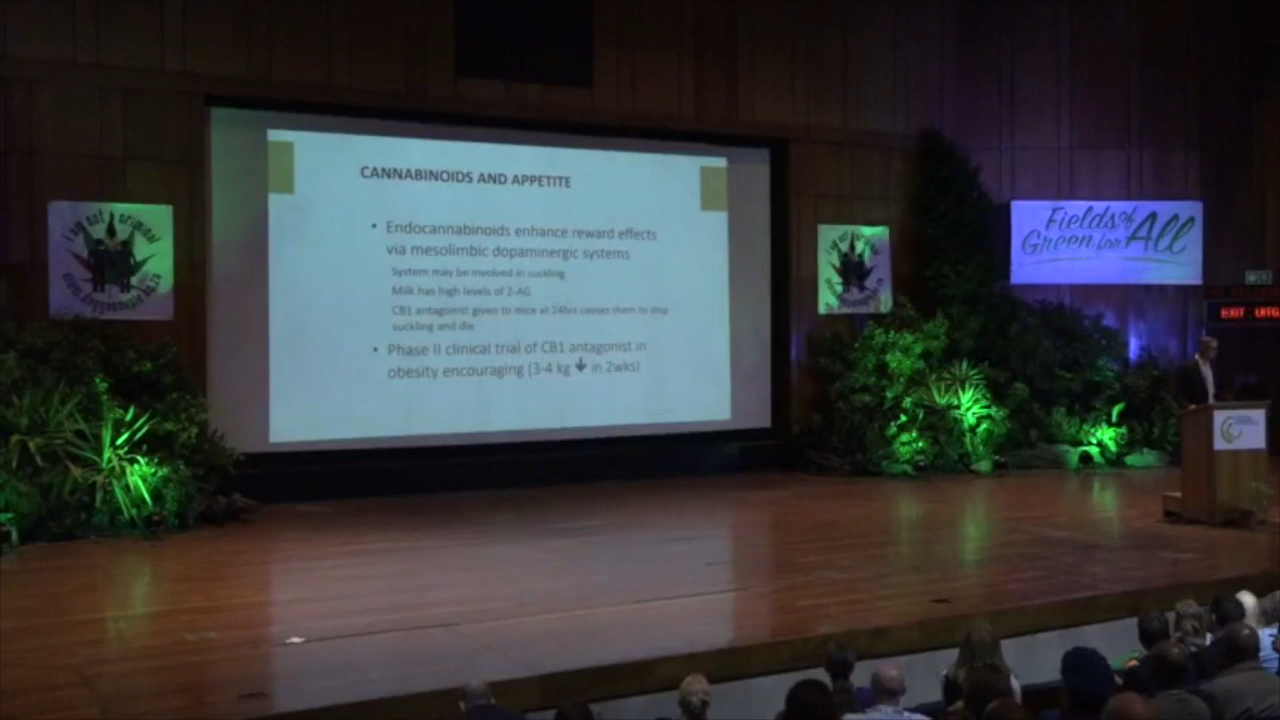 CANNABINOIDS AND APPETITE
• Endocannabinoids enhance reward effects
via mesolimbic dopaminergic systems
System may be involved in suckling
Milk has high levels of 2-AG
CB1 antagonist given to mice at 24hrs causes them to stop
suckling and die
• Phase II clinical trial of CB1 antagonist in
obesity encouraging (3-4 kg ↓ in 2wks)
I am not criminal
Fields of
Green for All
EXIT